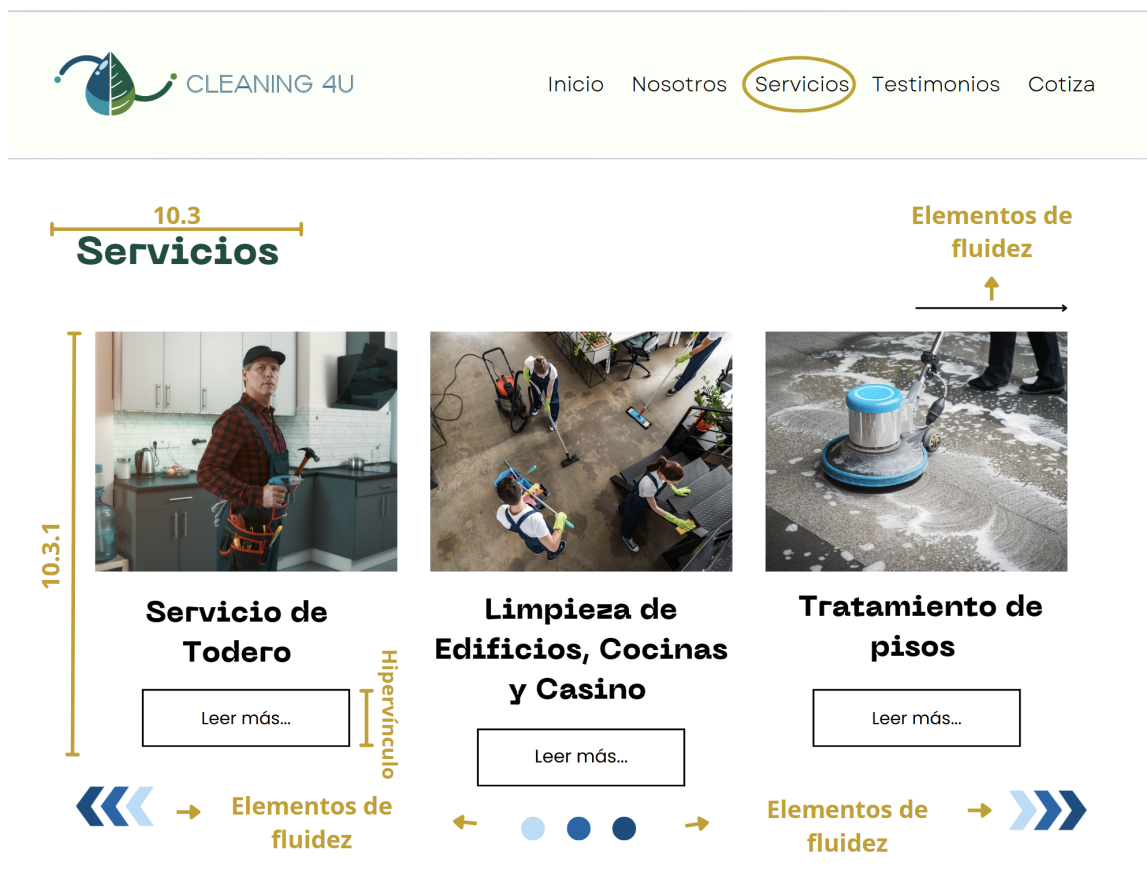 CLEANING 4U
Inicio
Nosotros
Servicios
Testimonios
Cotiza
10.3
Servicios
Elementos de
fluidez
10.3.1
Servicio de
Todero
Leer más...
Hipervínculo
Limpieza de
Edificios, Cocinas
y Casino
Leer más...
Tratamiento de
pisos
Leer más...
Elementos de
fluidez
Elementos de
fluidez